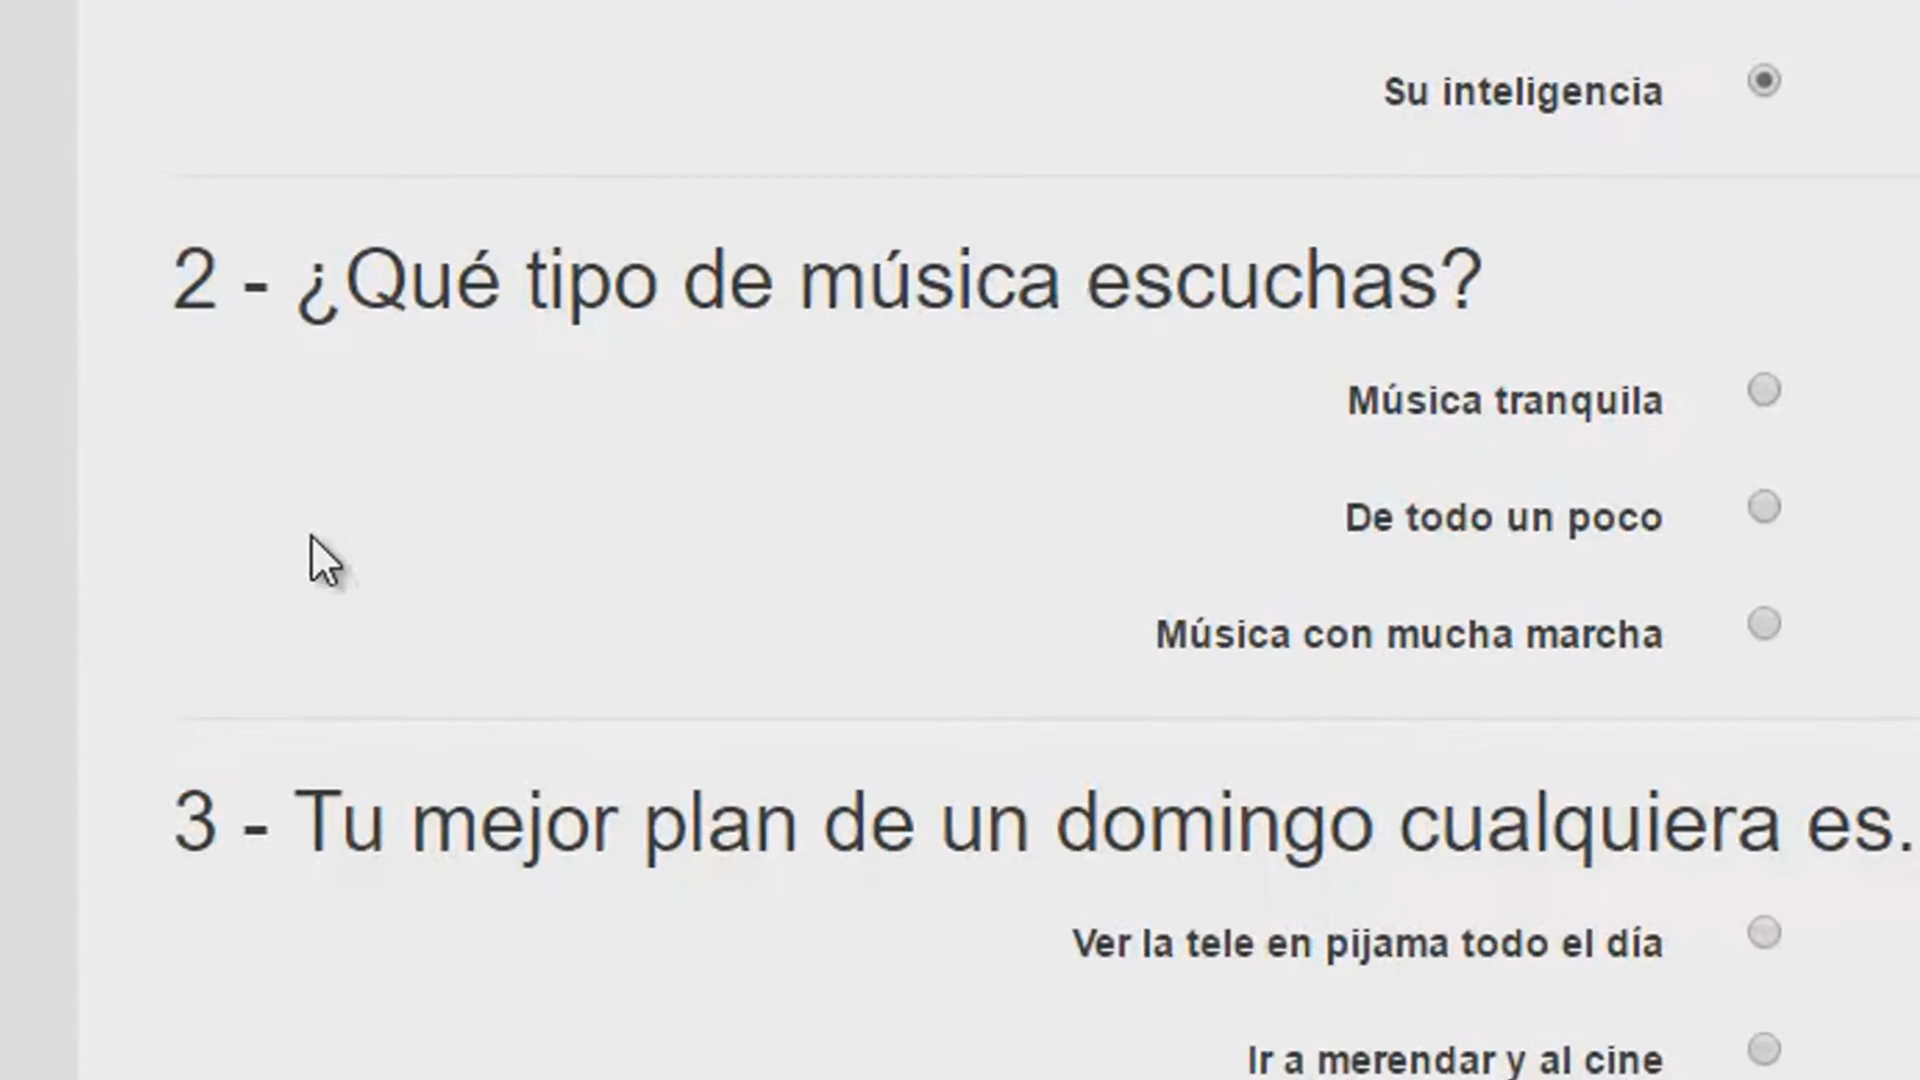 Su inteligencia
2 - ¿Qué tipo de música escuchas?
Música tranquila
De todo un poco
Música con mucha marcha
3 - Tu mejor plan de un domingo cualquiera es.
Ver la tele en pijama todo el día
Ir a merendar y al cine